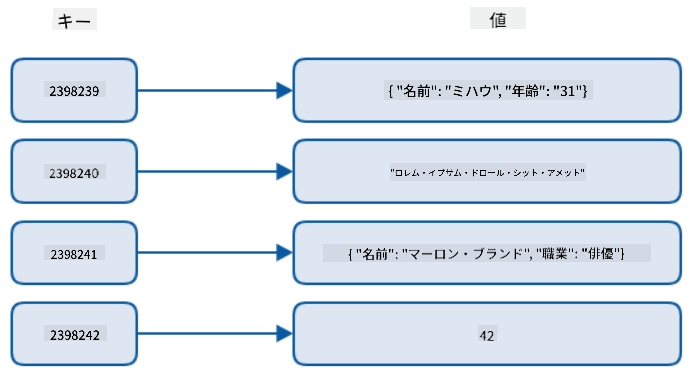 キー
値
2398239
{ "名前": "ミハウ", "年齢": "31"}
2398240
"ロレム・イプサム・ドロール・シット・アメット"
2398241
{ "名前": "マーロン・ブランド", "職業": "俳優"}
2398242
42